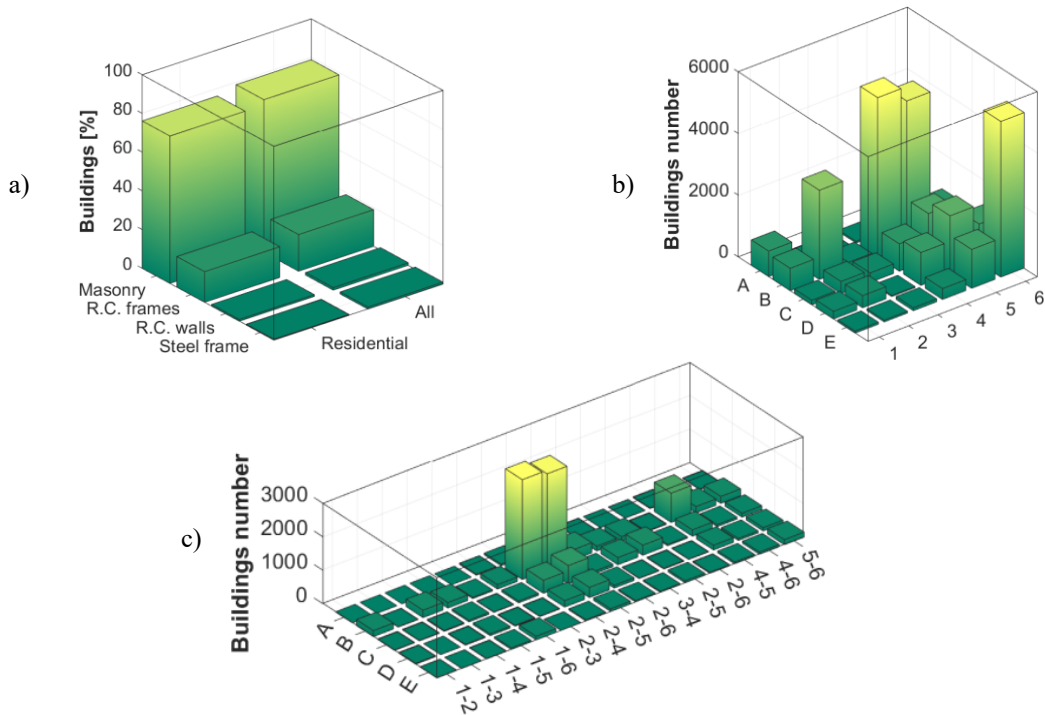 a)
Buildings [%]
100
80
60
40
20
0
Masonry
R.C. frames
R.C. walls
Steel frame
Residential
All
b)
Buildings number
6000
4000
2000
0
A
B
C
D
E
1
2
3
4
5
6
c)
Buildings number
3000
2000
1000
0
A
B
C
D
E
1-2
1-3
1-4
1-5
1-6
2-3
2-4
2-5
2-6
3-4
2-5
2-6
4-5
4-6
5-6